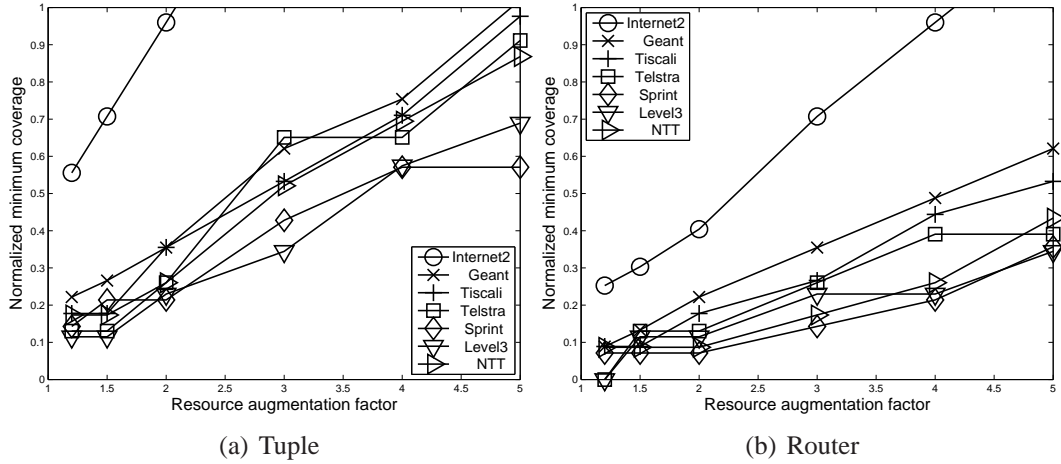 1
0.9
0.8
0.7
0.6
0.5
0.4
0.3
0.2
0.1
0
Normalized minimum coverage
Internet2
Geant
Tiscali
Telstra
Sprint
Level3
NTT
1 1.5 2 2.5 3 3.5 4 4.5 5
Resource augmentation factor
(a) Tuple
1
0.9
0.8
0.7
0.6
0.5
0.4
0.3
0.2
0.1
0
Normalized minimum coverage
Internet2
Geant
Tiscali
Telstra
Sprint
Level3
NTT
1 1.5 2 2.5 3 3.5 4 4.5 5
Resource augmentation factor
(b) Router